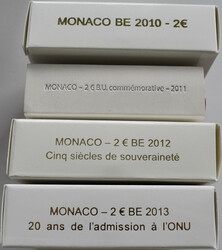 MONACO BE 2010 - 2€
MONACO – 2 € B.U. commémorative – 2011
MONACO – 2 € BE 2012
Cinq siècles de souveraineté
MONACO – 2 € BE 2013
20 ans de l'admission à l'ONU